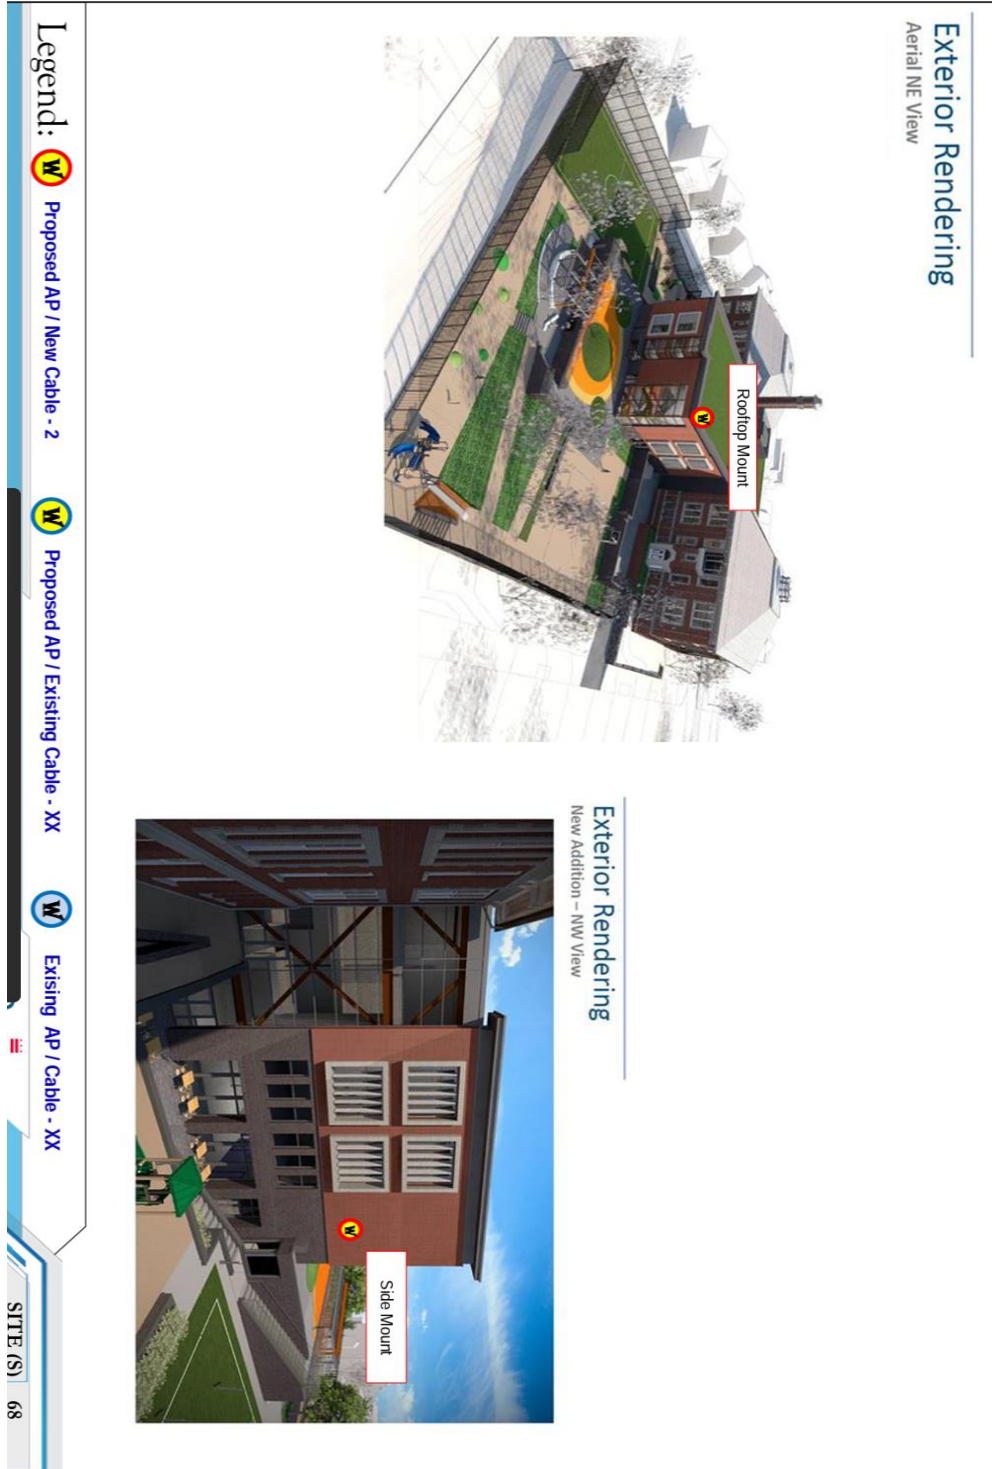 Exterior Rendering
Aerial NE View
Rooftop Mount
W
Exterior Rendering
New Addition – NW View
W
Side Mount
Legend:
W Proposed AP / New Cable - 2
W Proposed AP / Existing Cable - XX
W Exising AP / Cable - XX
SITE (S) 68